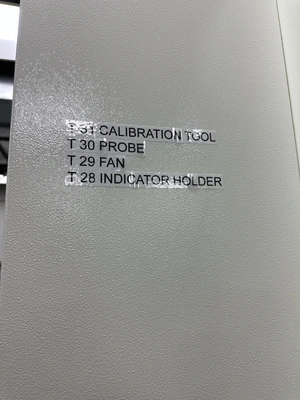 T 31 CALIBRATION TOOL
T 30 PROBE
T 29 FAN
T 28 INDICATOR HOLDER